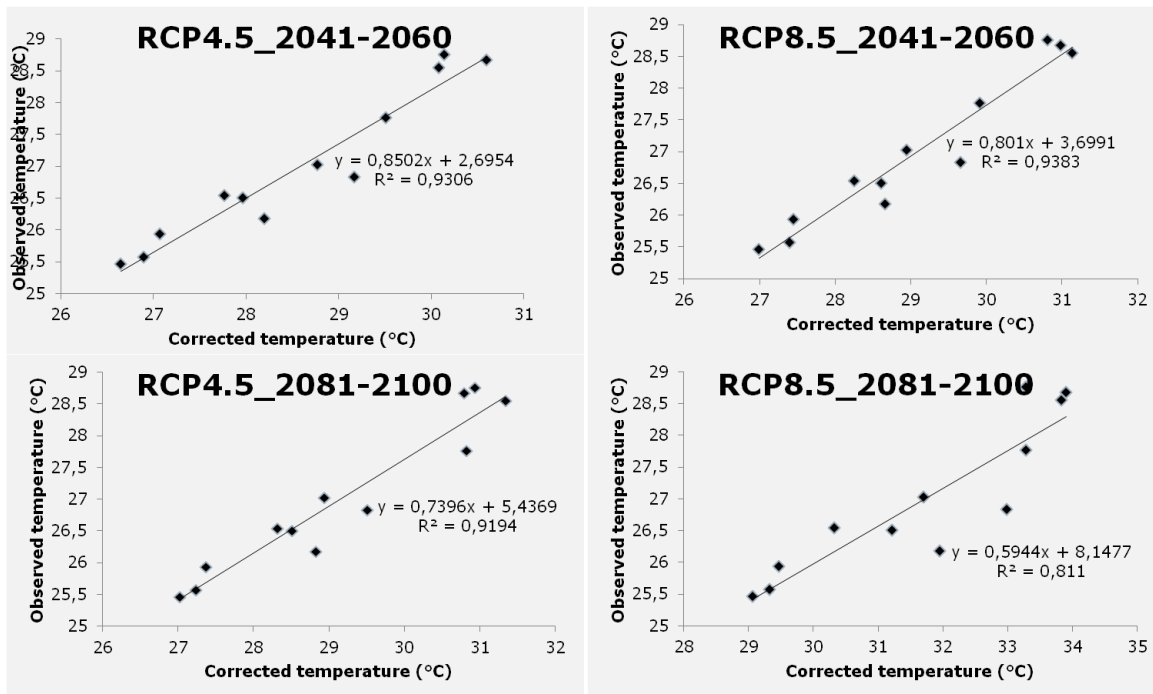 RCP4.5_2041-2060
Observed temperature (°C)
29
28,5
28
27,5
27
26,5
26
25,5
25
y = 0,8502x + 2,6954
R² = 0,9306
26 27 28 29 30 31
Corrected temperature (°C)
RCP8.5_2041-2060
Observed temperature (°C)
29
28,5
28
27,5
27
26,5
26
25,5
25
y = 0,801x + 3,6991
R² = 0,9383
26 27 28 29 30 31 32
Corrected temperature (°C)
RCP4.5_2081-2100
Observed temperature (°C)
29
28,5
28
27,5
27
26,5
26
25,5
25
y = 0,7396x + 5,4369
R² = 0,9194
26 27 28 29 30 31 32
Corrected temperature (°C)
RCP8.5_2081-2100
Observed temperature (°C)
29
28,5
28
27,5
27
26,5
26
25,5
25
y = 0,5944x + 8,1477
R² = 0,811
28 29 30 31 32 33 34 35
Corrected temperature (°C)